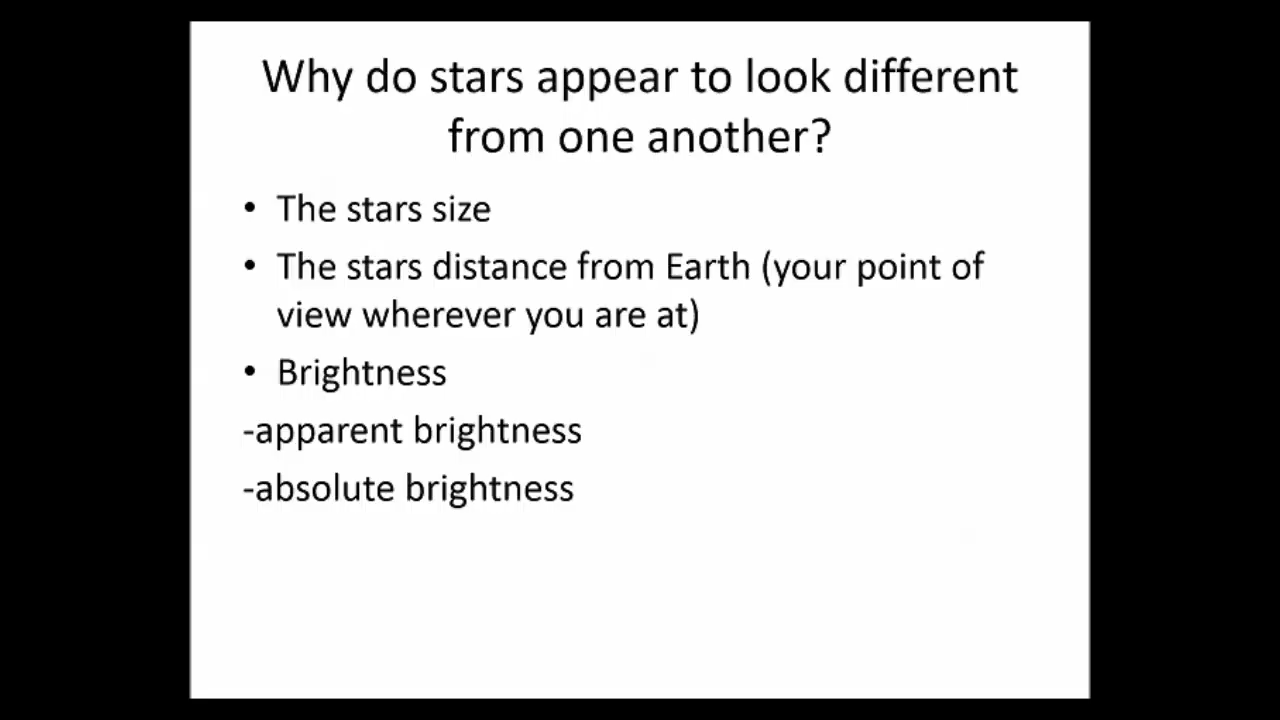 Why do stars appear to look different
from one another?
• The stars size
• The stars distance from Earth (your point of
view wherever you are at)
• Brightness
-apparent brightness
-absolute brightness